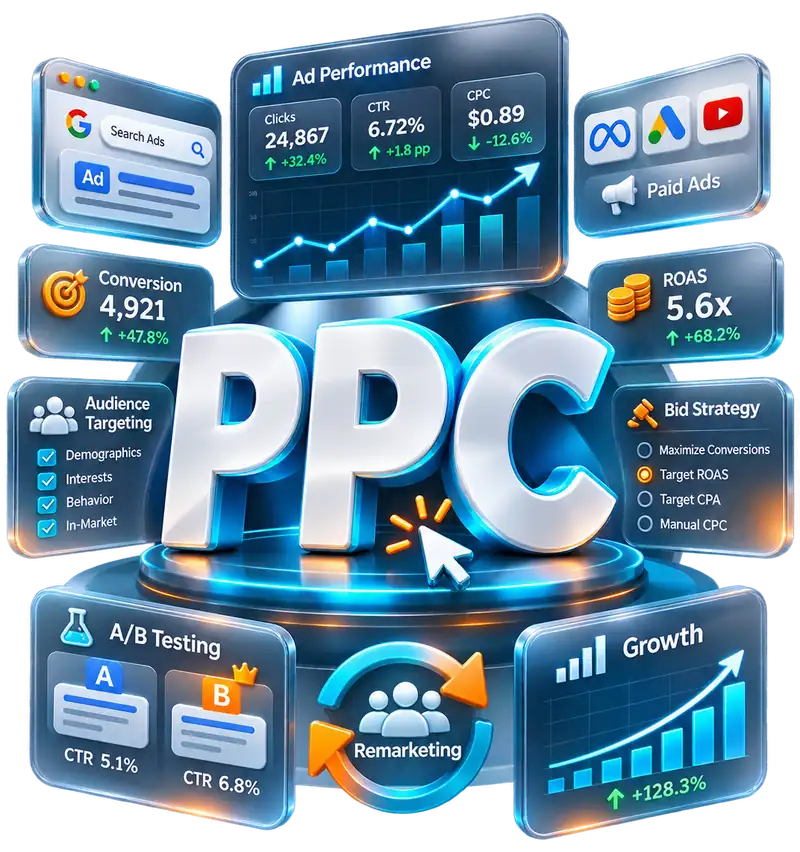 Ad Performance
Clicks
24,867
↑ +32.4%
CTR
6.72%
↑ +1.8 pp
CPC
$0.89
↓ -12.6%
G
Search Ads
Ad
Paid Ads
Conversion
4,921
↑ +47.8%
ROAS
5.6x
↑ +68.2%
PPC
Audience
Targeting
Demographics
Interests
Behavior
In-Market
Bid Strategy
Maximize Conversions
Target ROAS
Target CPA
Manual CPC
A/B Testing
A
CTR 5.1%
B
CTR 6.8%
Remarketing
Growth
↑ +128.3%